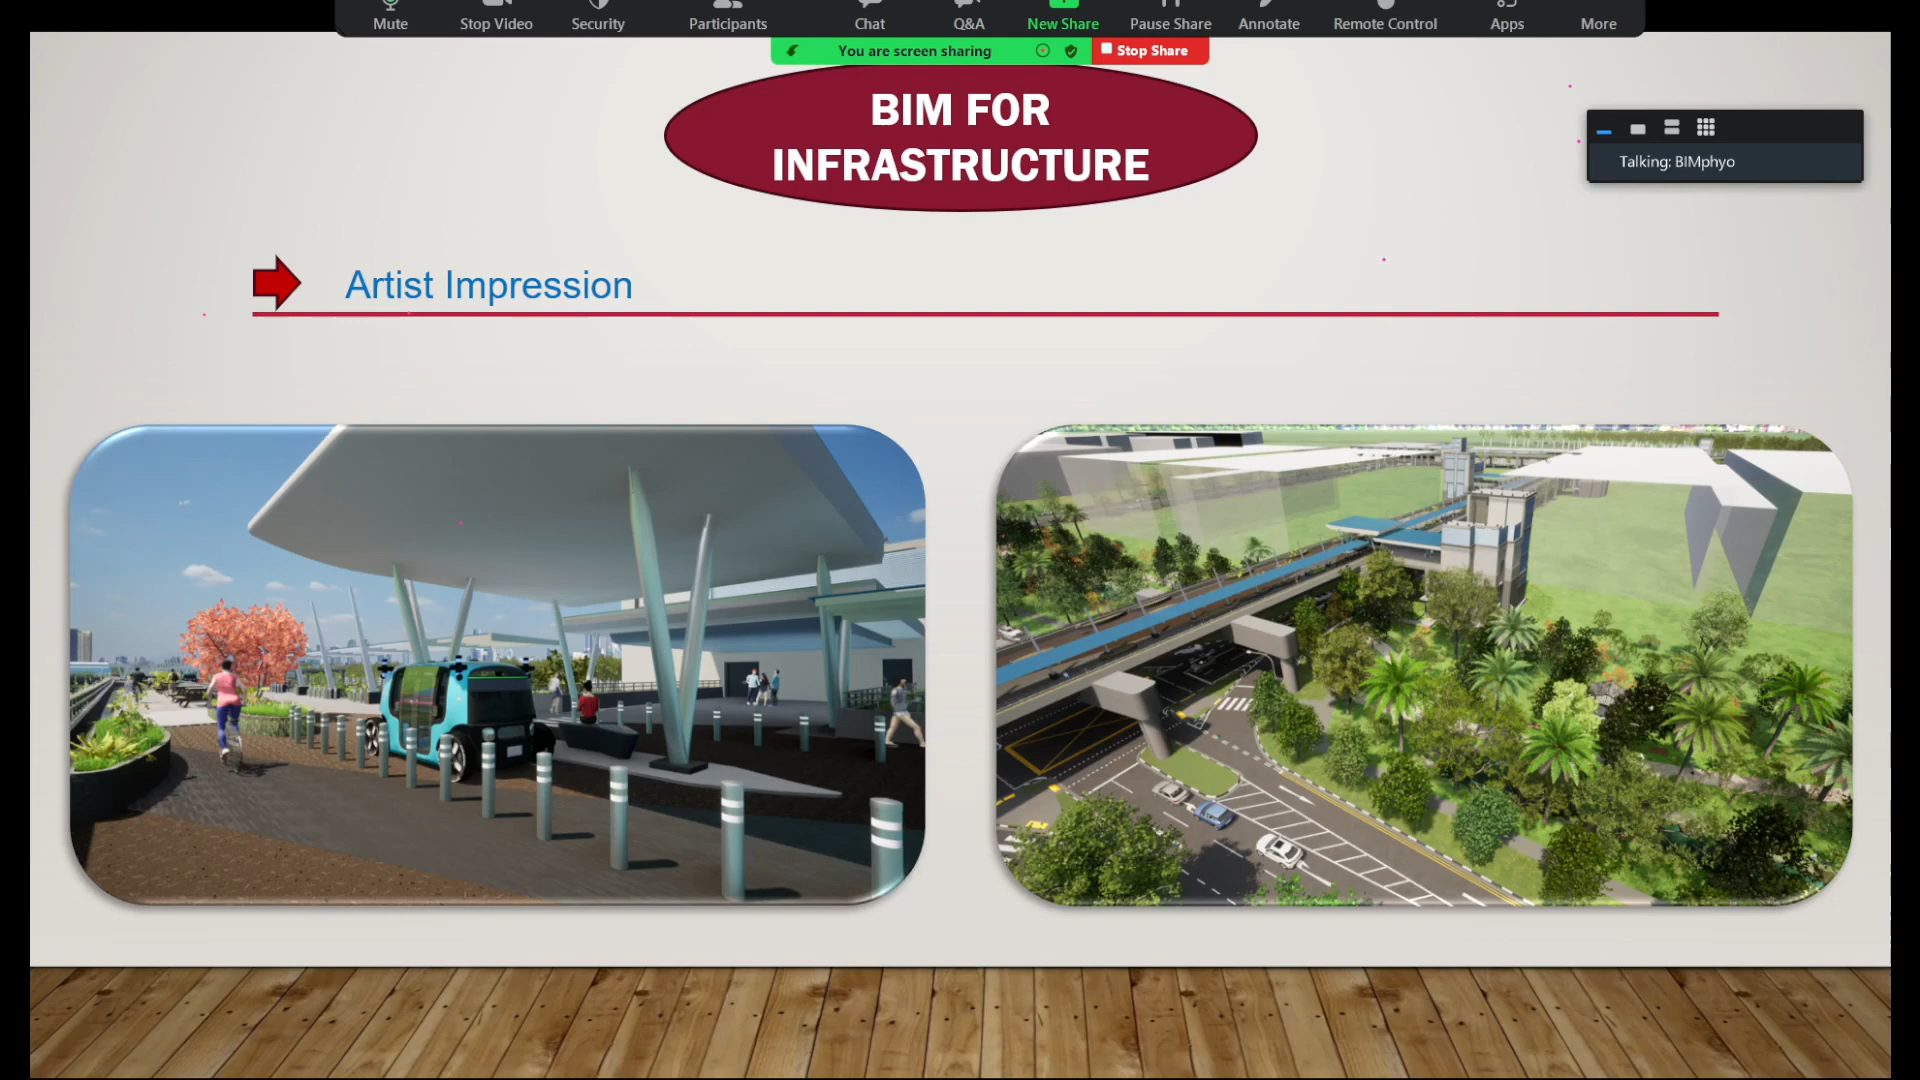 Mute
Stop Video
Security
Participants
Chat
Q&A
New Share
Pause Share
Annotate
Remote Control
Apps
More
You are screen sharing
Stop Share
BIM FOR
INFRASTRUCTURE
Talking: BIMphyo
Artist Impression